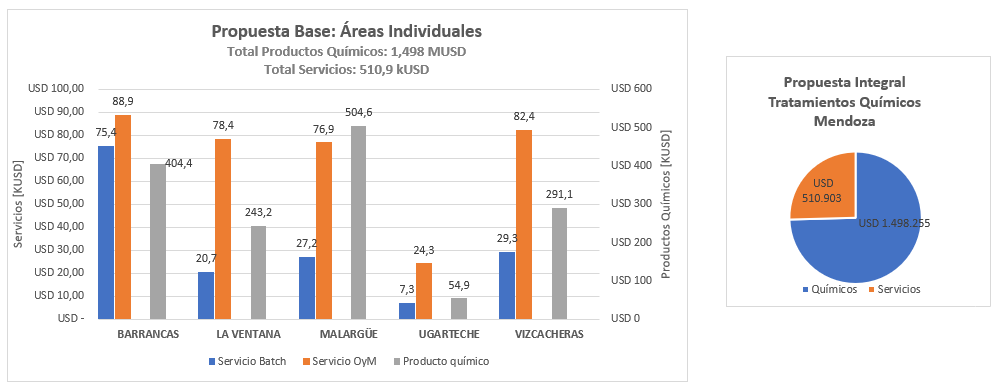 Propuesta Base: Áreas Individuales
Total Productos Químicos: 1,498 MUSD
Total Servicios: 510,9 kUSD
Servicios [KUSD]
USD 100,00
USD 90,00
USD 80,00
USD 70,00
USD 60,00
USD 50,00
USD 40,00
USD 30,00
USD 20,00
USD 10,00
USD -
75,4
88,9
404,4
20,7
78,4
243,2
27,2
76,9
504,6
7,3
24,3
54,9
29,3
82,4
291,1
USD 600
USD 500
USD 400
USD 300
USD 200
USD 100
USD 0
Productos Químicos [KUSD]
BARRANCAS
LA VENTANA
MALARGÜE
UGARTECHE
VIZCACHERAS
Servicio Batch
Servicio OyM
Producto químico
Propuesta Integral
Tratamientos Químicos
Mendoza
USD
510.903
USD 1.498.255
Químicos
Servicios